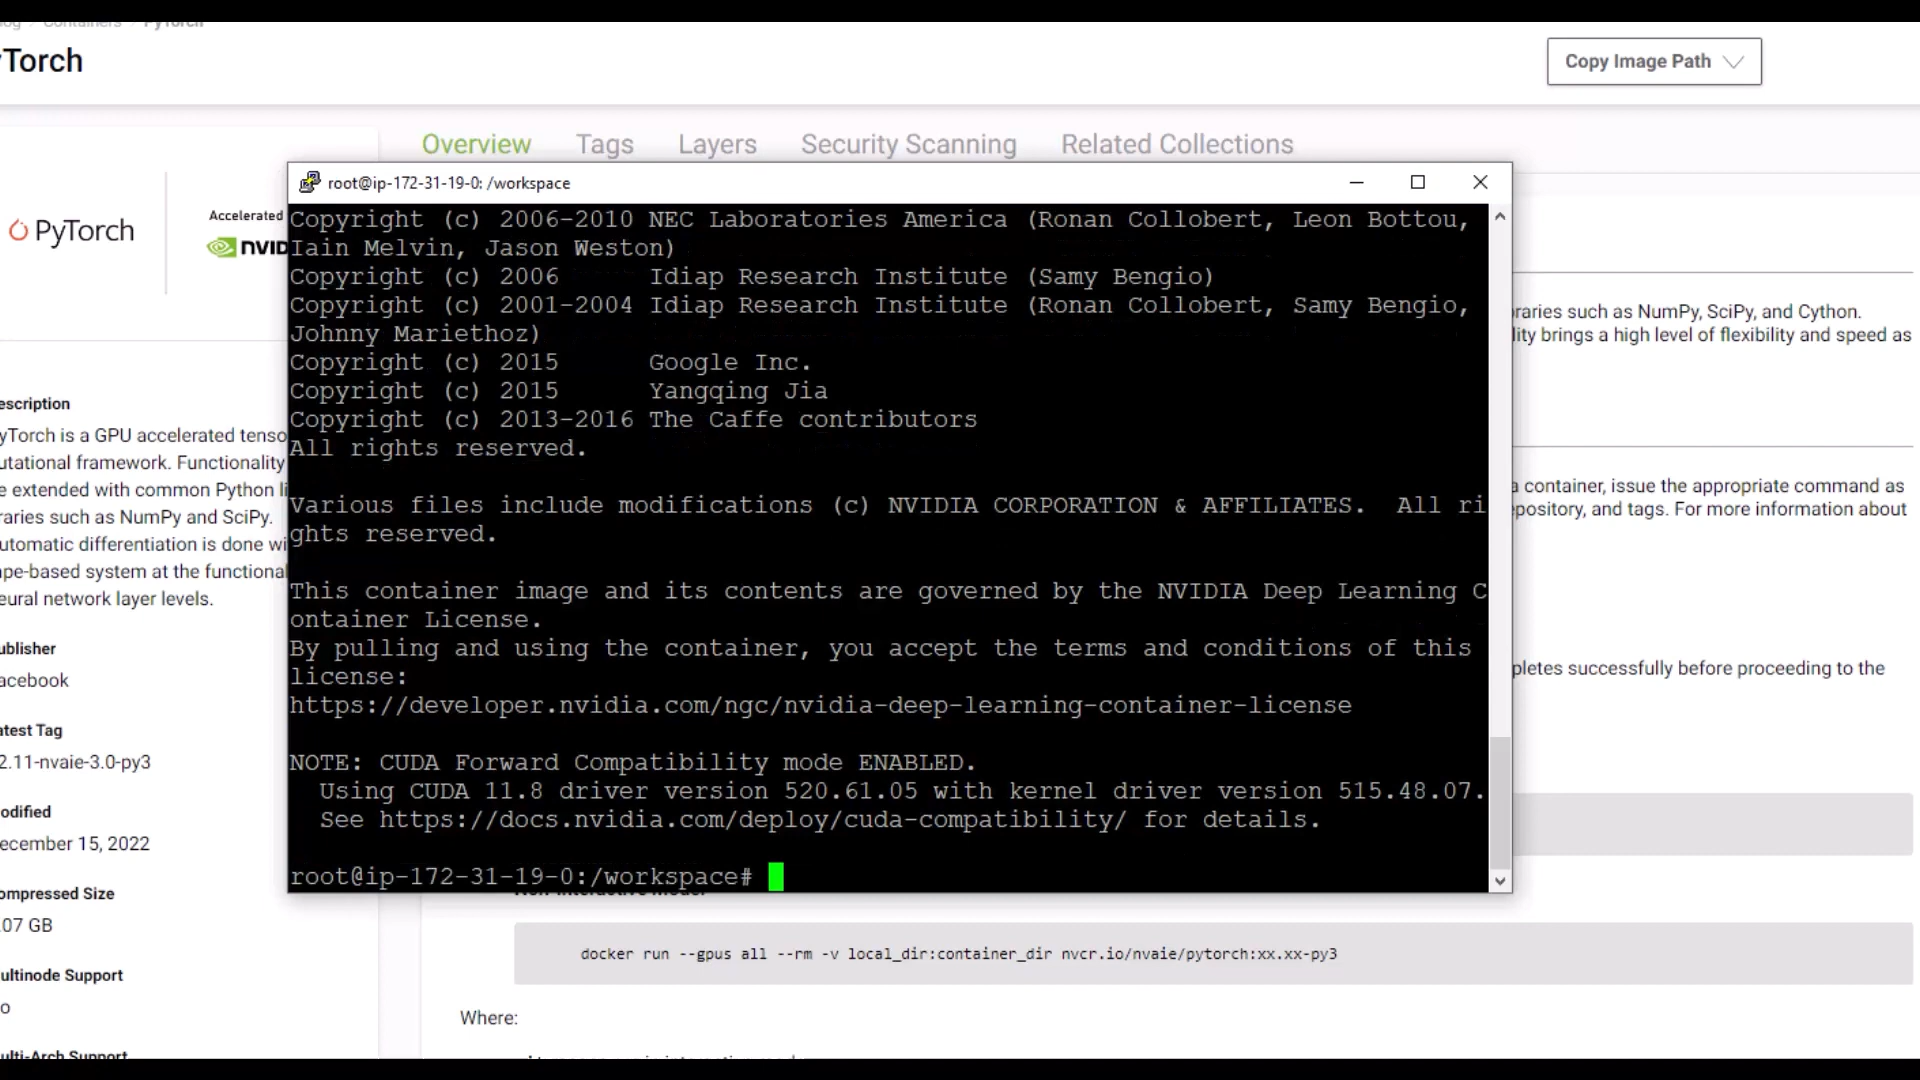 Containers PyTorch
Torch
Copy Image Path
Overview Tags Layers Security Scanning Related Collections
PyTorch
Accelerated
root@ip-172-31-19-0: /workspace
Copyright (c) 2006-2010 NEC Laboratories America (Ronan Collobert, Leon Bottou,
Iain Melvin, Jason Weston)
Copyright (c) 2006 Idiap Research Institute (Samy Bengio)
Copyright (c) 2001-2004 Idiap Research Institute (Ronan Collobert, Samy Bengio,
Johnny Mariethoz)
Copyright (c) 2015 Google Inc.
Copyright (c) 2015 Yangqing Jia
Copyright (c) 2013-2016 The Caffe contributors
All rights reserved.
Various files include modifications (c) NVIDIA CORPORATION & AFFILIATES. All ri
ghts reserved.
This container image and its contents are governed by the NVIDIA Deep Learning C
ontainer License.
By pulling and using the container, you accept the terms and conditions of this
license:
https://developer.nvidia.com/ngc/nvidia-deep-learning-container-license
NOTE: CUDA Forward Compatibility mode ENABLED.
Using CUDA 11.8 driver version 520.61.05 with kernel driver version 515.48.07.
See https://docs.nvidia.com/deploy/cuda-compatibility/ for details.
root@ip-172-31-19-0:/workspace#
raries such as NumPy, SciPy, and Cython.
lity brings a high level of flexibility and speed as
a container, issue the appropriate command as
pository, and tags. For more information about
pletes successfully before proceeding to the
escription
yTorch is a GPU accelerated tenso
utational framework. Functionality
e extended with common Python li
raries such as NumPy and SciPy.
utomatic differentiation is done wi
ape-based system at the functional
eural network layer levels.
ublisher
acebook
atest Tag
2.11-nvaie-3.0-py3
odified
ecember 15, 2022
ompressed Size
.07 GB
ultinode Support
o
ulti-Arch Support
docker run --gpus all --rm -v local_dir:container_dir nvcr.io/nvaie/pytorch:xx.xx-py3
Where: